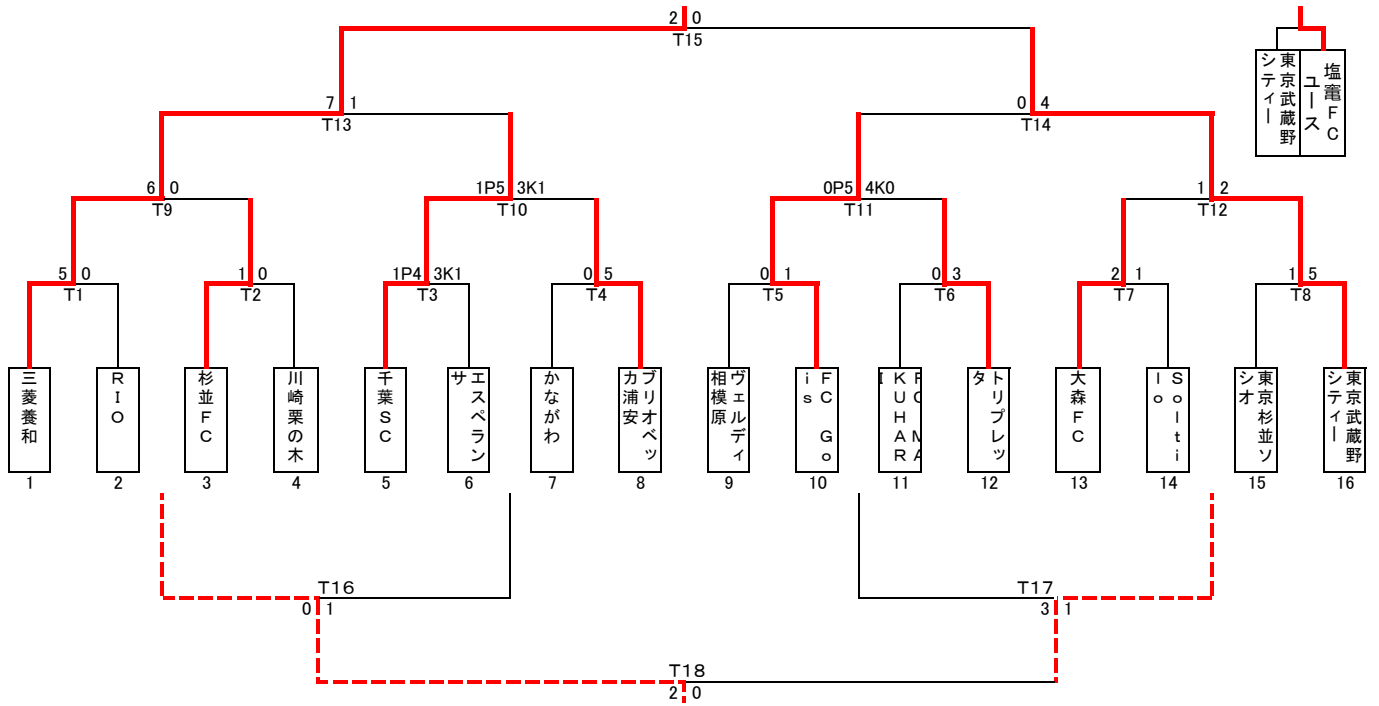 2 0
T15
7 1
T13
0 4
T14
東京武蔵野
シティー
塩竈FC
ユース
6 0
T9
1P5 3K1
T10
0P5 4K0
T11
1 2
T12
5 0
T1
1 0
T2
1P4 3K1
T3
0 5
T4
0 1
T5
0 3
T6
2 1
T7
1 5
T8
三菱養和
RIO
杉並FC
川崎栗の木
千葉SC
エスペラン
サ
かながわ
ブリオベッ
カ浦安
ヴェルディ
相模原
FC Go
is
KUHAR
I
トリプレッ
タ
大森FC
Solti
lo
東京杉並ソ
シオ
東京武蔵野
シティー
1 2 3 4 5 6 7 8 9 10 11 12 13 14 15 16
T16
0 1
T17
3 1
T18
2 0